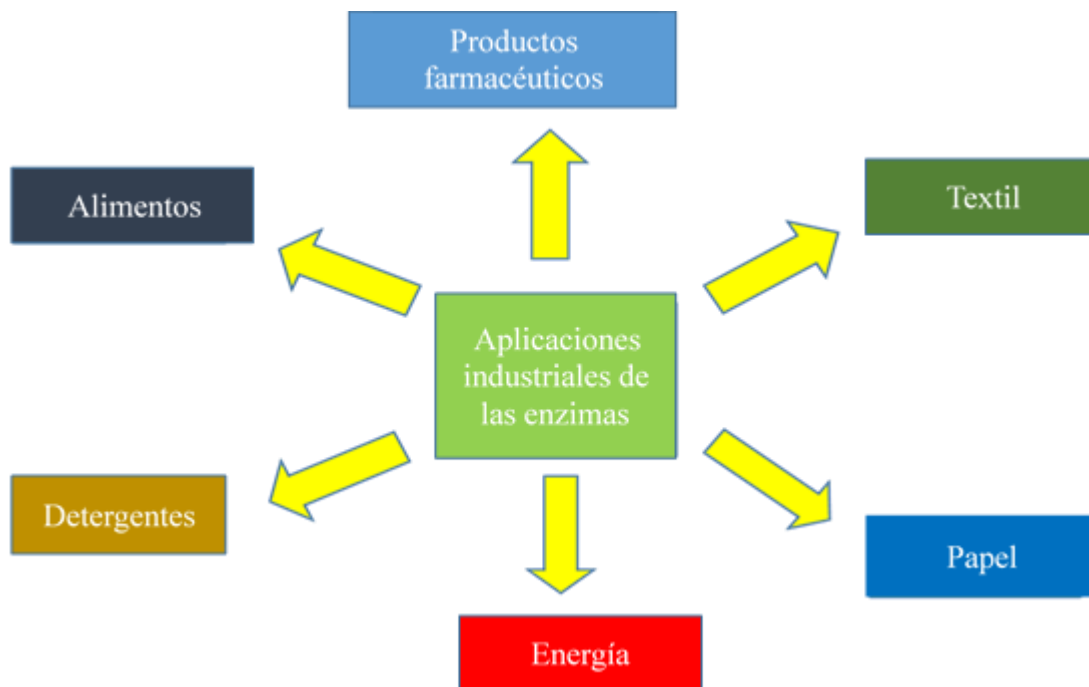 Productos
farmacéuticos
Alimentos
Textil
Aplicaciones
industriales de
las enzimas
Detergentes
Papel
Energía